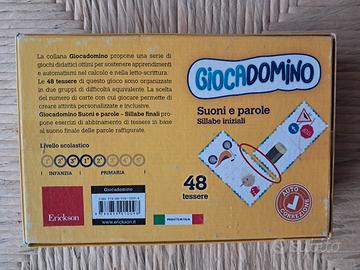 La collana Giocadomino propone una serie di
giochi didattici ottimi per sostenere apprendimenti
e automatismi nel calcolo e nella letto-scrittura.
Le 48 tessere di questo gioco sono organizzate
in due gruppi di difficoltà equivalente. La scelta
del numero di carte con cui giocare permette di
creare attività personalizzate e inclusive.
Giocadomino Suoni e parole - Sillabe finali pro-
pone esercizi di abbinamento di tessere in base
al suono finale delle parole raffigurate.
Livello scolastico
INFANZIA
PRIMARIA
GIOCADOMINO
Suoni e parole
Sillabe iniziali
48
tessere
AUTO
CORREZIONE
Giocadomino
Erickson
www.erickson.it
subito